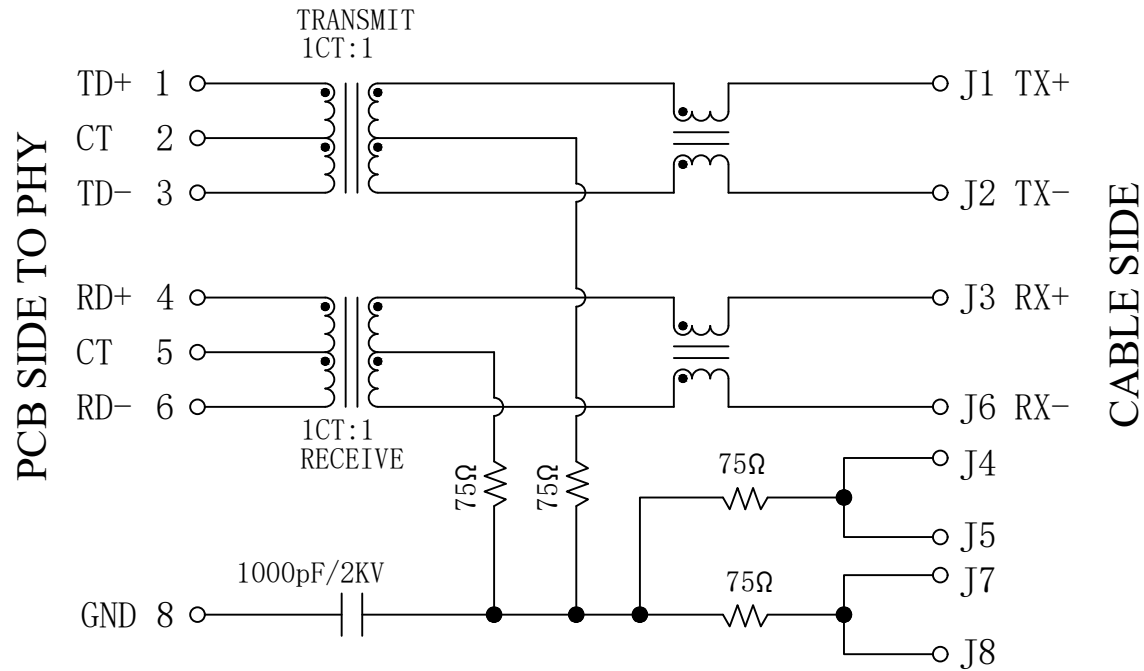 TRANSMIT
1CT:1
TD+ 1
CT 2
TD- 3
J1 TX+
J2 TX-
RD+ 4
CT 5
RD- 6
J3 RX+
J6 RX-
1CT:1
RECEIVE
PCB SIDE TO PHY
CABLE SIDE
75Ω
75Ω
75Ω
J4
J5
1000pF/2KV
75Ω
J7
GND 8
J8